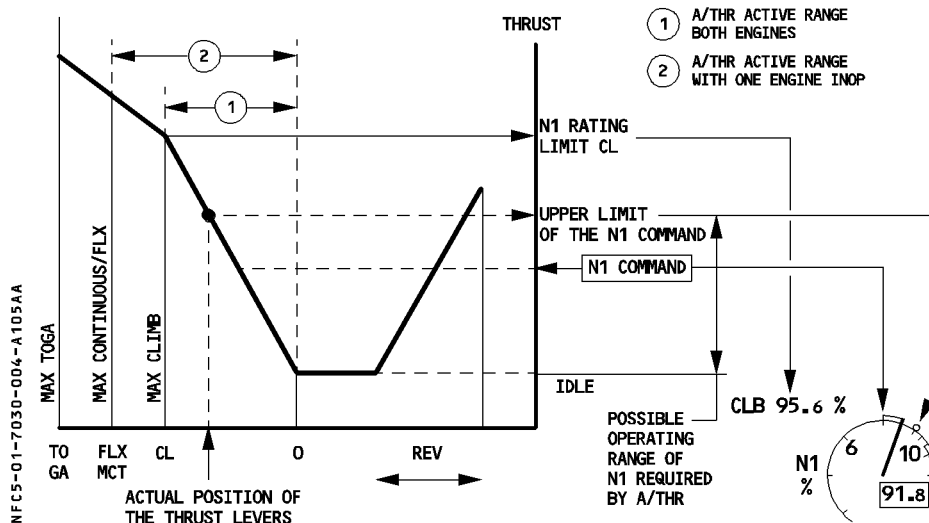 THRUST
1 A/THR ACTIVE RANGE
BOTH ENGINES
2 A/THR ACTIVE RANGE
WITH ONE ENGINE INOP
2
1
N1 RATING
LIMIT CL
UPPER LIMIT
OF THE N1 COMMAND
N1 COMMAND
IDLE
MAX TOGA
MAX CONTINUOUS/FLX
MAX CLIMB
POSSIBLE
OPERATING
RANGE OF
N1 REQUIRED
BY A/THR
CLB 95.6 %
6
10
N1
%
91.8
TO
GA
FLX
MCT
CL
0
REV
ACTUAL POSITION OF
THE THRUST LEVERS
NFC5-01-7030-004-A105AA